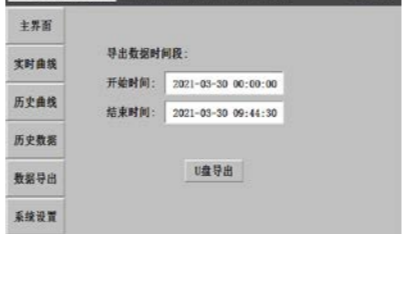 主界面
实时曲线
历史曲线
历史数据
数据导出
系统设置
导出数据时间段:
开始时间: 2021-03-30 00:00:00
结束时间: 2021-03-30 09:44:30
U盘导出